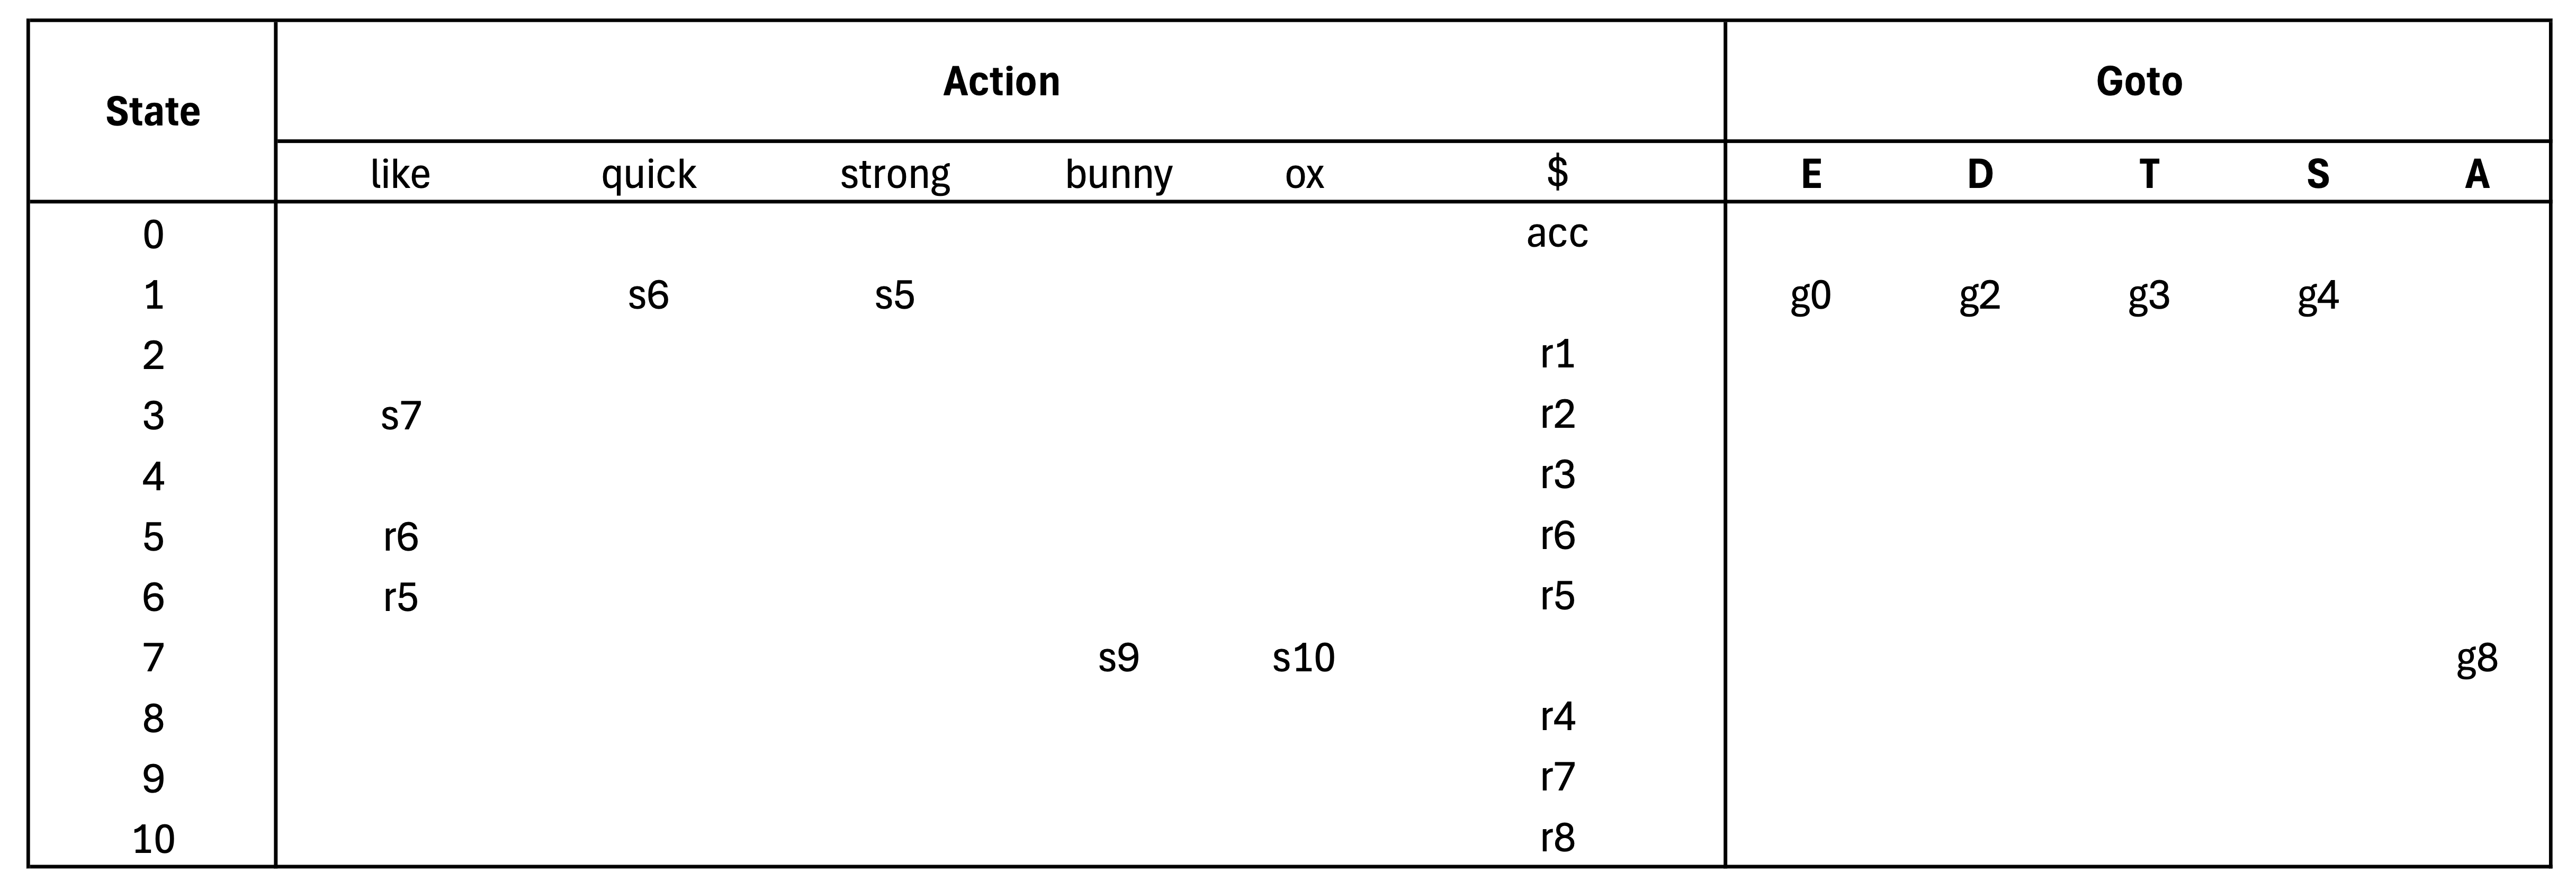 State Action Goto
like quick strong bunny ox $ E D T S A
0 acc
1 s6 s5 g0 g2 g3 g4
2 r1
3 s7 r2
4 r3
5 r6 r6
6 r5 r5
7 s9 s10 g8
8 r4
9 r7
10 r8